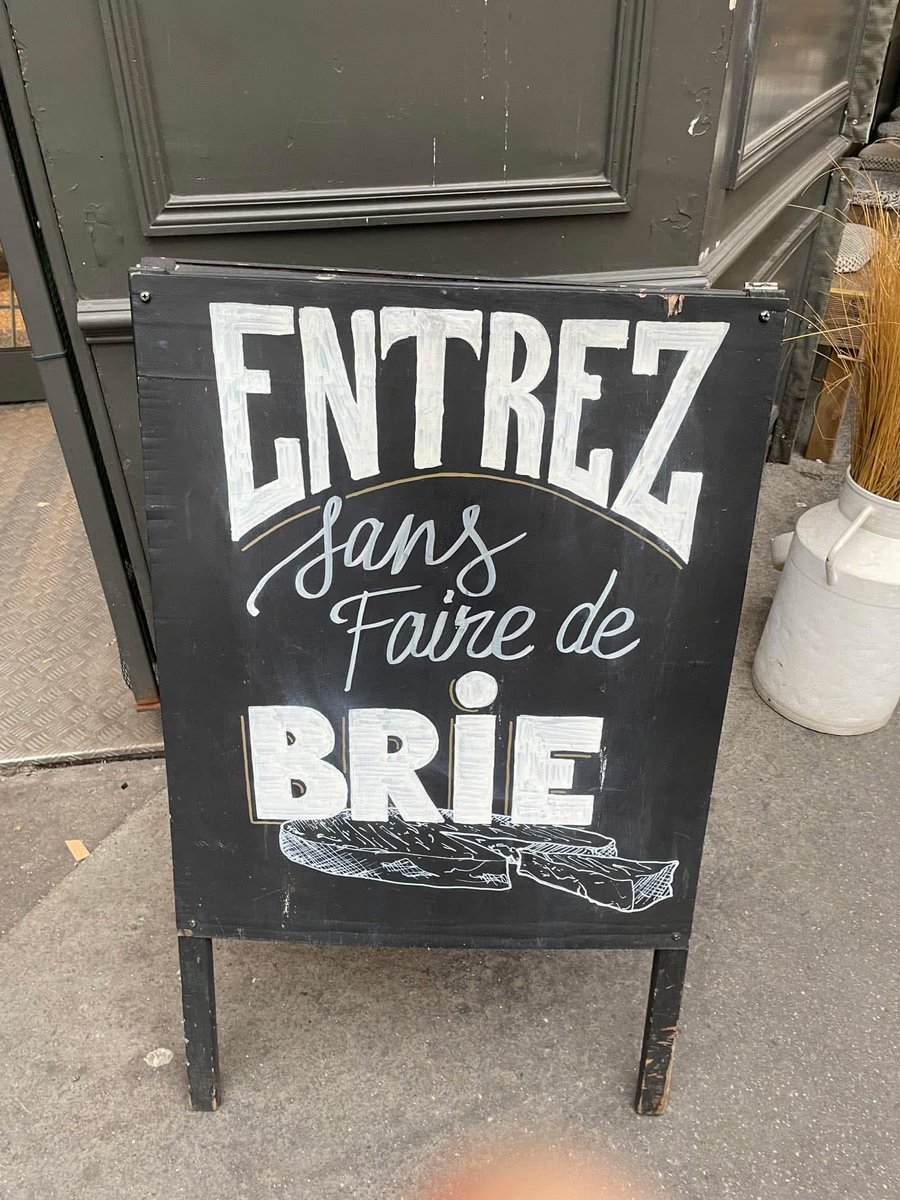 ENTREZ
sans
Faire de
BRiE